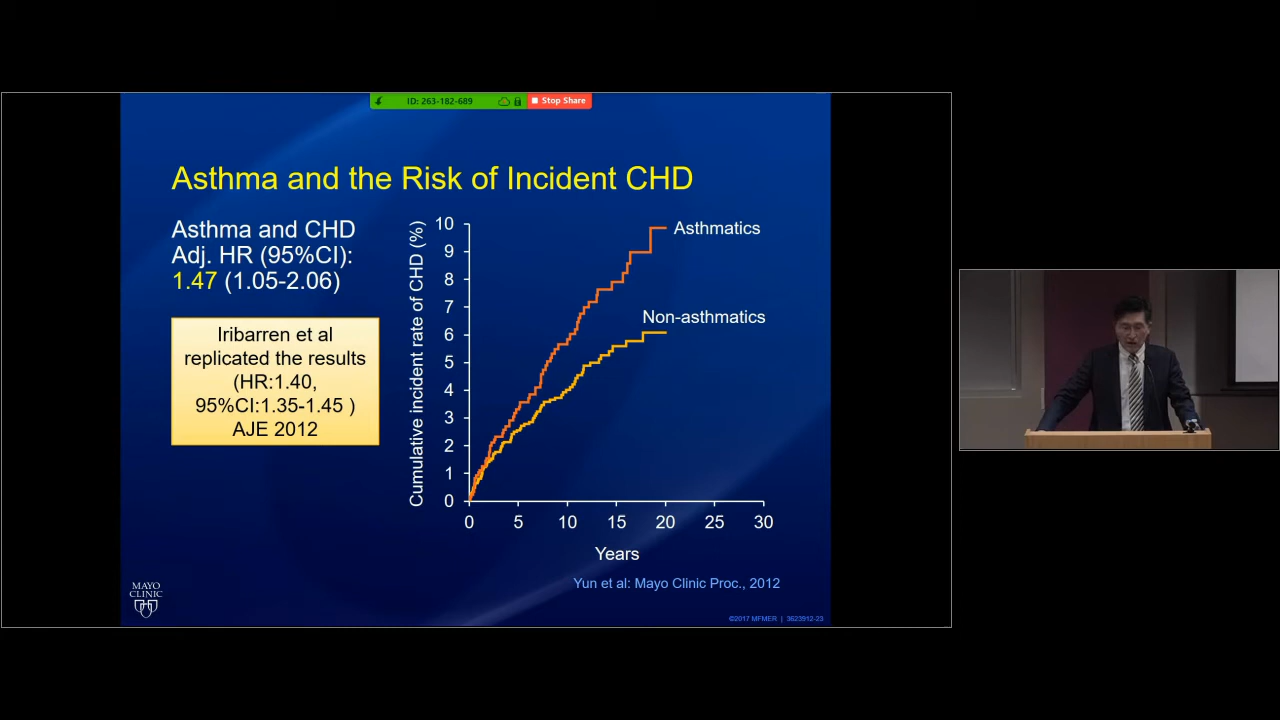 ID: 263-182-689
Stop Share
Asthma and the Risk of Incident CHD
Asthma and CHD
Adj. HR (95%CI):
1.47 (1.05-2.06)
Iribarren et al
replicated the results
(HR:1.40,
95%CI:1.35-1.45 )
AJE 2012
Cumulative incident rate of CHD (%)
10
9
8
7
6
5
4
3
2
1
0
Asthmatics
Non-asthmatics
0 5 10 15 20 25 30
Years
Yun et al: Mayo Clinic Proc., 2012
MAYO
CLINIC
©2017 MFMER | 3623912-23